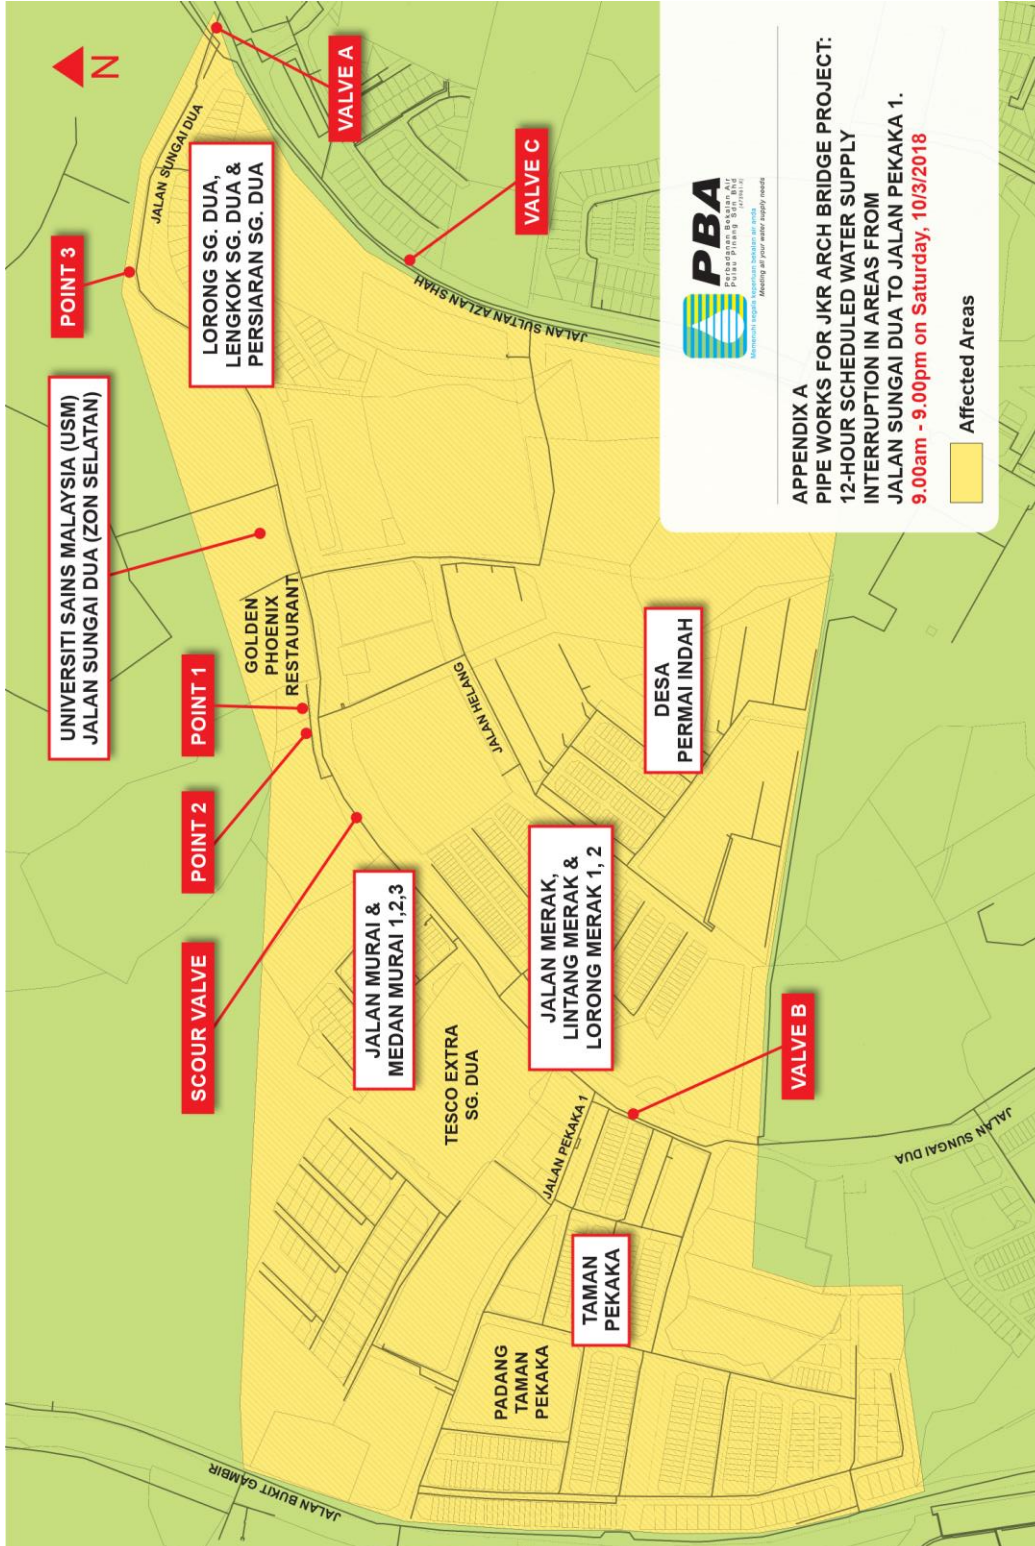 N
POINT 3
JALAN SUNGAI DUA
VALVE A
UNIVERSITI SAINS MALAYSIA (USM)
JALAN SUNGAI DUA (ZON SELATAN)
LORONG SG. DUA,
LENGKOK SG. DUA &
PERSIARAN SG. DUA
VALVE C
JALAN SULTAN AZLAN SHAH
GOLDEN
PHOENIX
RESTAURANT
POINT 1
POINT 2
SCOUR VALVE
JALAN HELANG
DESA
PERMAI INDAH
JALAN MURAI &
MEDAN MURAI 1,2,3
TESCO EXTRA
SG. DUA
JALAN MERAK,
LINTANG MERAK &
LORONG MERAK 1, 2
VALVE B
JALAN PEKAKA 1
JALAN SUNGAI DUA
TAMAN
PEKAKA
PADANG
TAMAN
PEKAKA
JALAN BUKIT GAMBIR
PBA
Perbadanan Bekalan Air
Pulau Pinang Sdn Bhd
Memenuhi segala keperluan bekalan air anda
Meeting all your water supply needs
APPENDIX A
PIPE WORKS FOR JKR ARCH BRIDGE PROJECT:
12-HOUR SCHEDULED WATER SUPPLY
INTERRUPTION IN AREAS FROM
JALAN SUNGAI DUA TO JALAN PEKAKA 1.
9.00am - 9.00pm on Saturday, 10/3/2018
Affected Areas